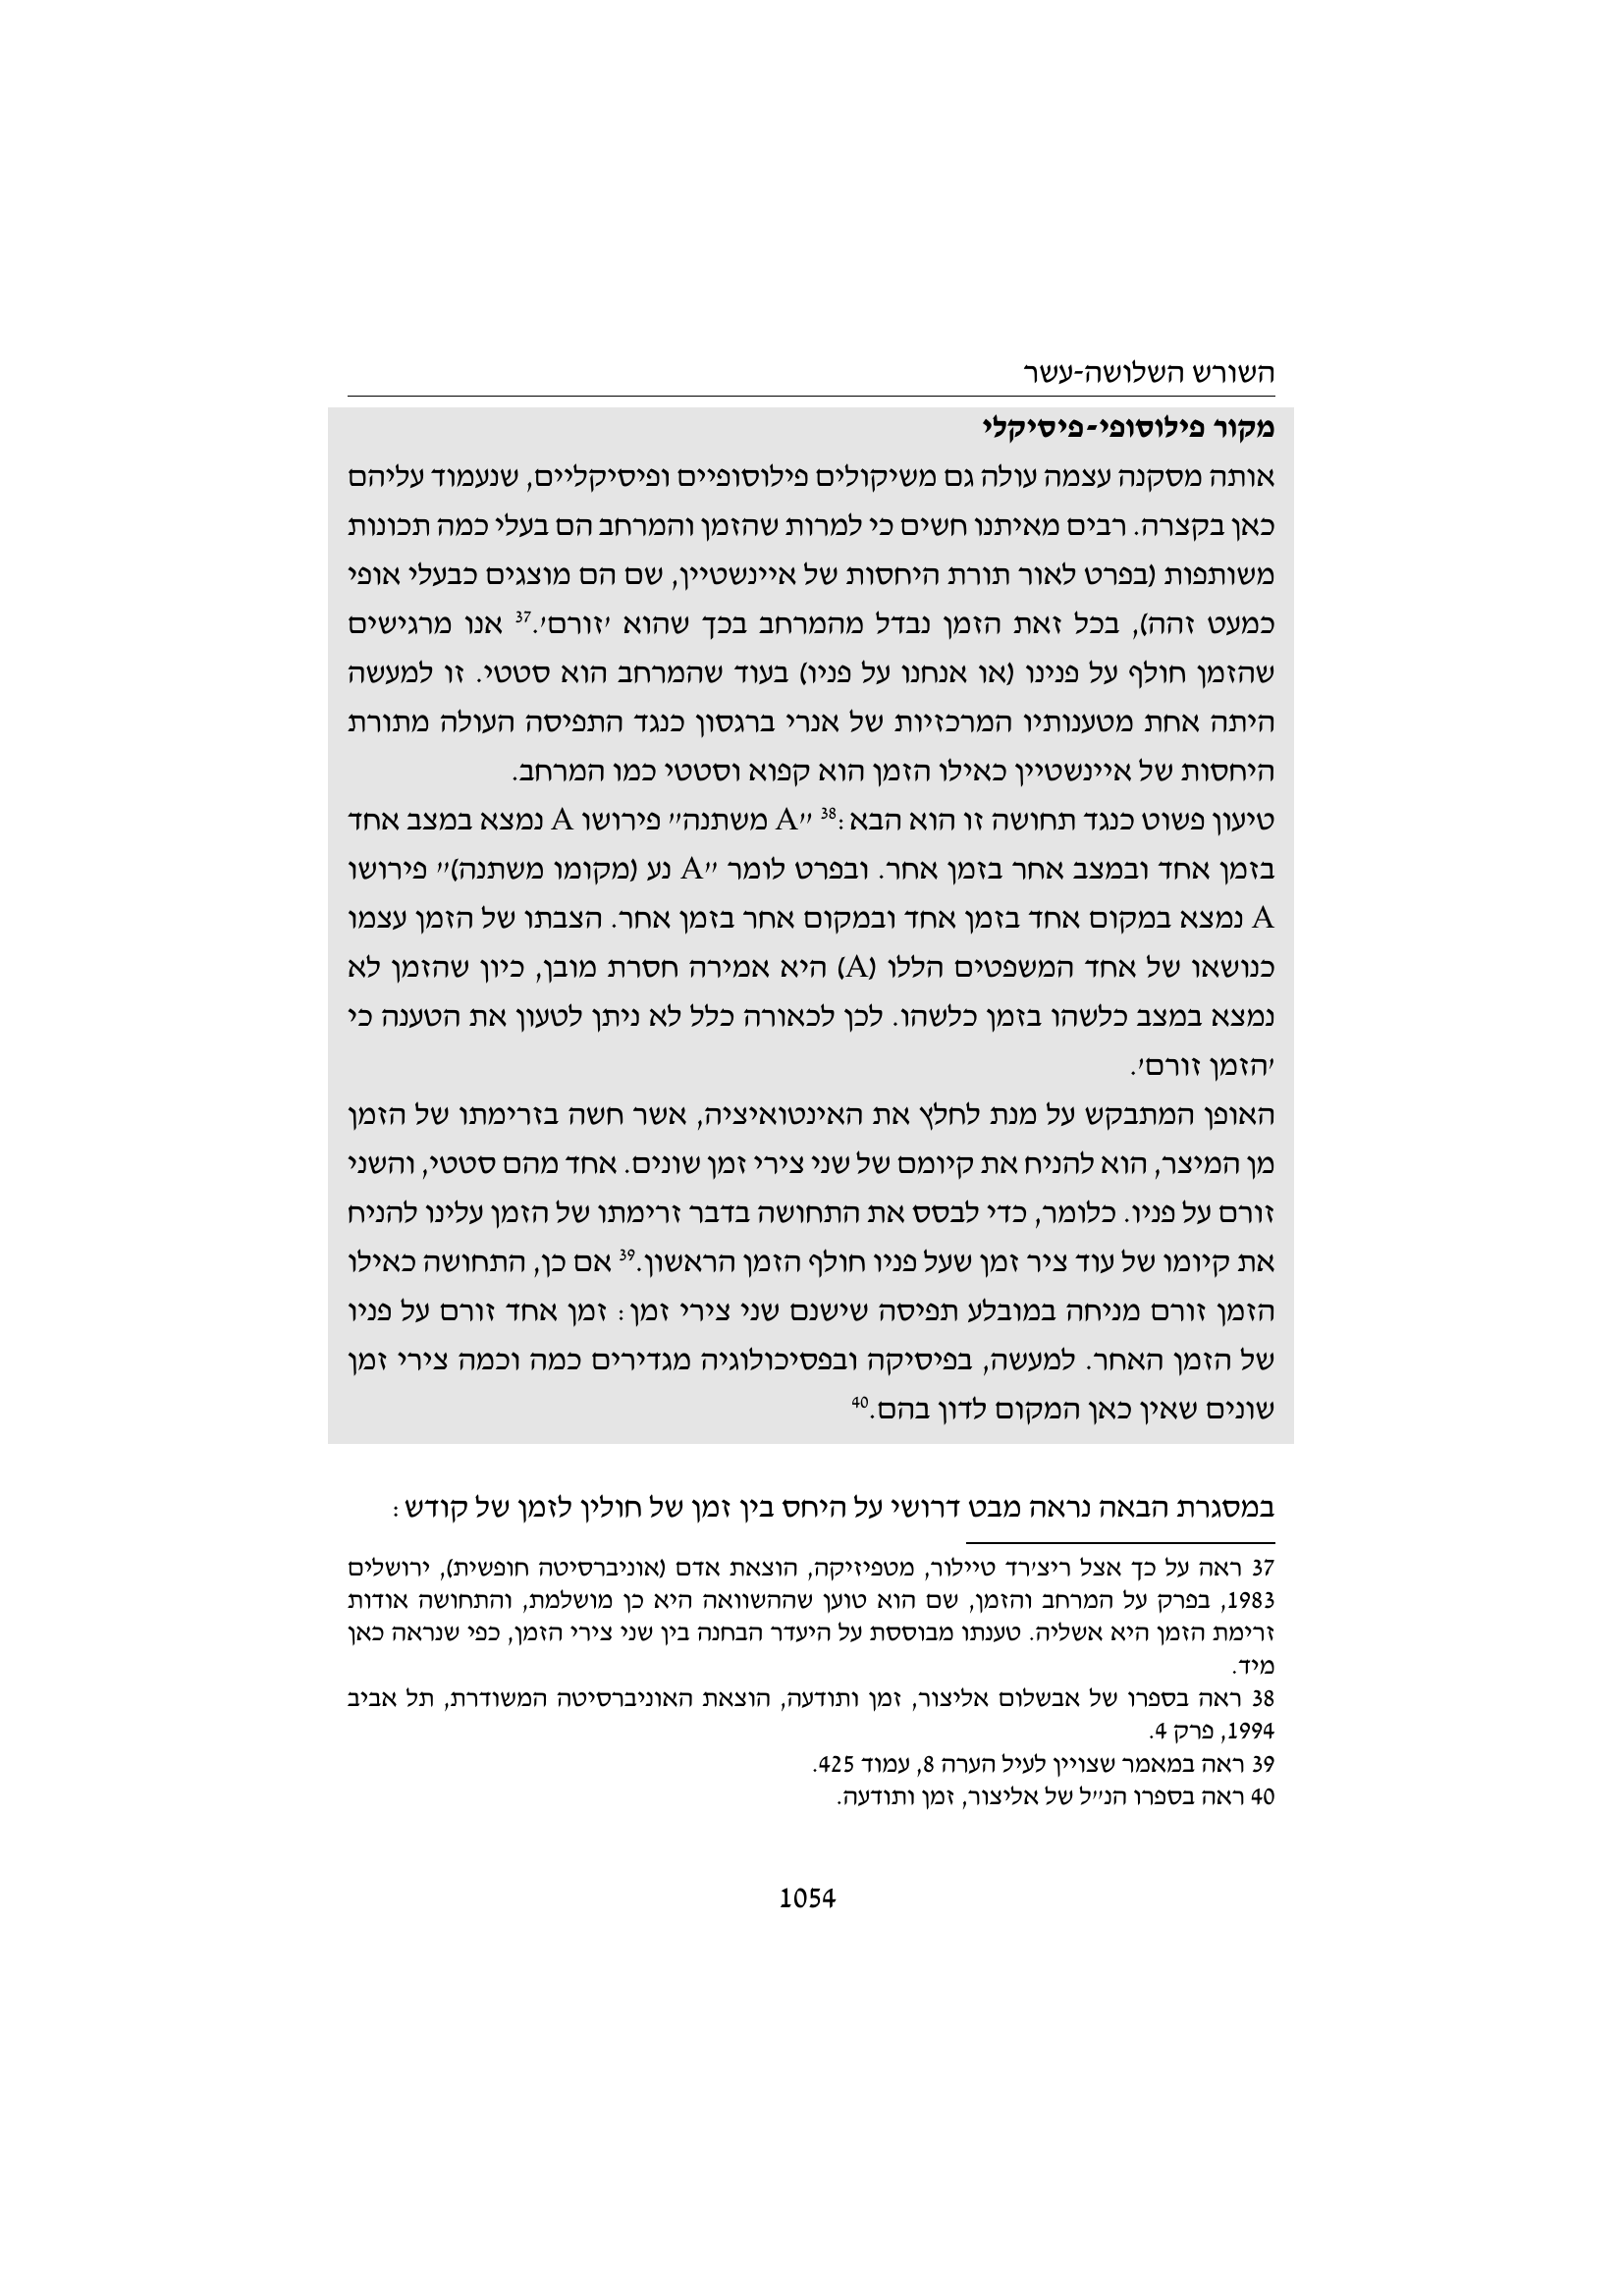 השורש השלושה-עשר
מקור פילוסופי-פיסיקלי
אותה מסקנה עצמה עולה גם משיקולים פילוסופיים ופיסיקליים, שנעמוד עליהם
כאן בקצרה. רבים מאיתנו חשים כי למרות שהזמן והמרחב הם בעלי כמה תכונות
משותפות (בפרט לאור תורת היחסות של איינשטיין, שם הם מוצגים כבעלי אופי
כמעט זהה), בכל זאת הזמן נבדל מהמרחב בכך שהוא 'זורם'.37 אנו מרגישים
שהזמן חולף על פנינו (או אנחנו על פניו) בעוד שהמרחב הוא סטטי. זו למעשה
היתה אחת מטענותיו המרכזיות של אנרי ברגסון כנגד התפיסה העולה מתורת
היחסות של איינשטיין כאילו הזמן הוא קפוא וסטטי כמו המרחב.
טיעון פשוט כנגד תחושה זו הוא הבא:38 "A משתנה" פירושו A נמצא במצב אחד
בזמן אחד ובמצב אחר בזמן אחר. ובפרט לומר "A נע (מקומו משתנה)" פירושו
A נמצא במקום אחד בזמן אחד ובמקום אחר בזמן אחר. הצבתו של הזמן עצמו
כנושאו של אחד המשפטים הללו (A) היא אמירה חסרת מובן, כיון שהזמן לא
נמצא במצב כלשהו בזמן כלשהו. לכן לכאורה כלל לא ניתן לטעון את הטענה כי
'הזמן זורם'.
האופן המתבקש על מנת לחלץ את האינטואיציה, אשר חשה בזרימתו של הזמן
מן המיצר, הוא להניח את קיומם של שני צירי זמן שונים. אחד מהם סטטי, והשני
זורם על פניו. כלומר, כדי לבסס את התחושה בדבר זרימתו של הזמן עלינו להניח
את קיומו של עוד ציר זמן שעל פניו חולף הזמן הראשון.39 אם כן, התחושה כאילו
הזמן זורם מניחה במובלע תפיסה שישנם שני צירי זמן: זמן אחד זורם על פניו
של הזמן האחר. למעשה, בפיסיקה ובפסיכולוגיה מגדירים כמה וכמה צירי זמן
שונים שאין כאן המקום לדון בהם.40
במסגרת הבאה נראה מבט דרושי על היחס בין זמן של חולין לזמן של קודש:
37 ראה על כך אצל ריצ'רד טיילור, מטפיזיקה, הוצאת אדם (אוניברסיטה חופשית), ירושלים
1983, בפרק על המרחב והזמן, שם הוא טוען שההשוואה היא כן מושלמת, והתחושה אודות
זרימת הזמן היא אשליה. טענתו מבוססת על היעדר הבחנה בין שני צירי הזמן, כפי שנראה כאן
מיד.
38 ראה בספרו של אבשלום אליצור, זמן ותודעה, הוצאת האוניברסיטה המשודרת, תל אביב
1994, פרק 4.
39 ראה במאמר שצויין לעיל הערה 8, עמוד 425.
40 ראה בספרו הנ"ל של אליצור, זמן ותודעה.
1054